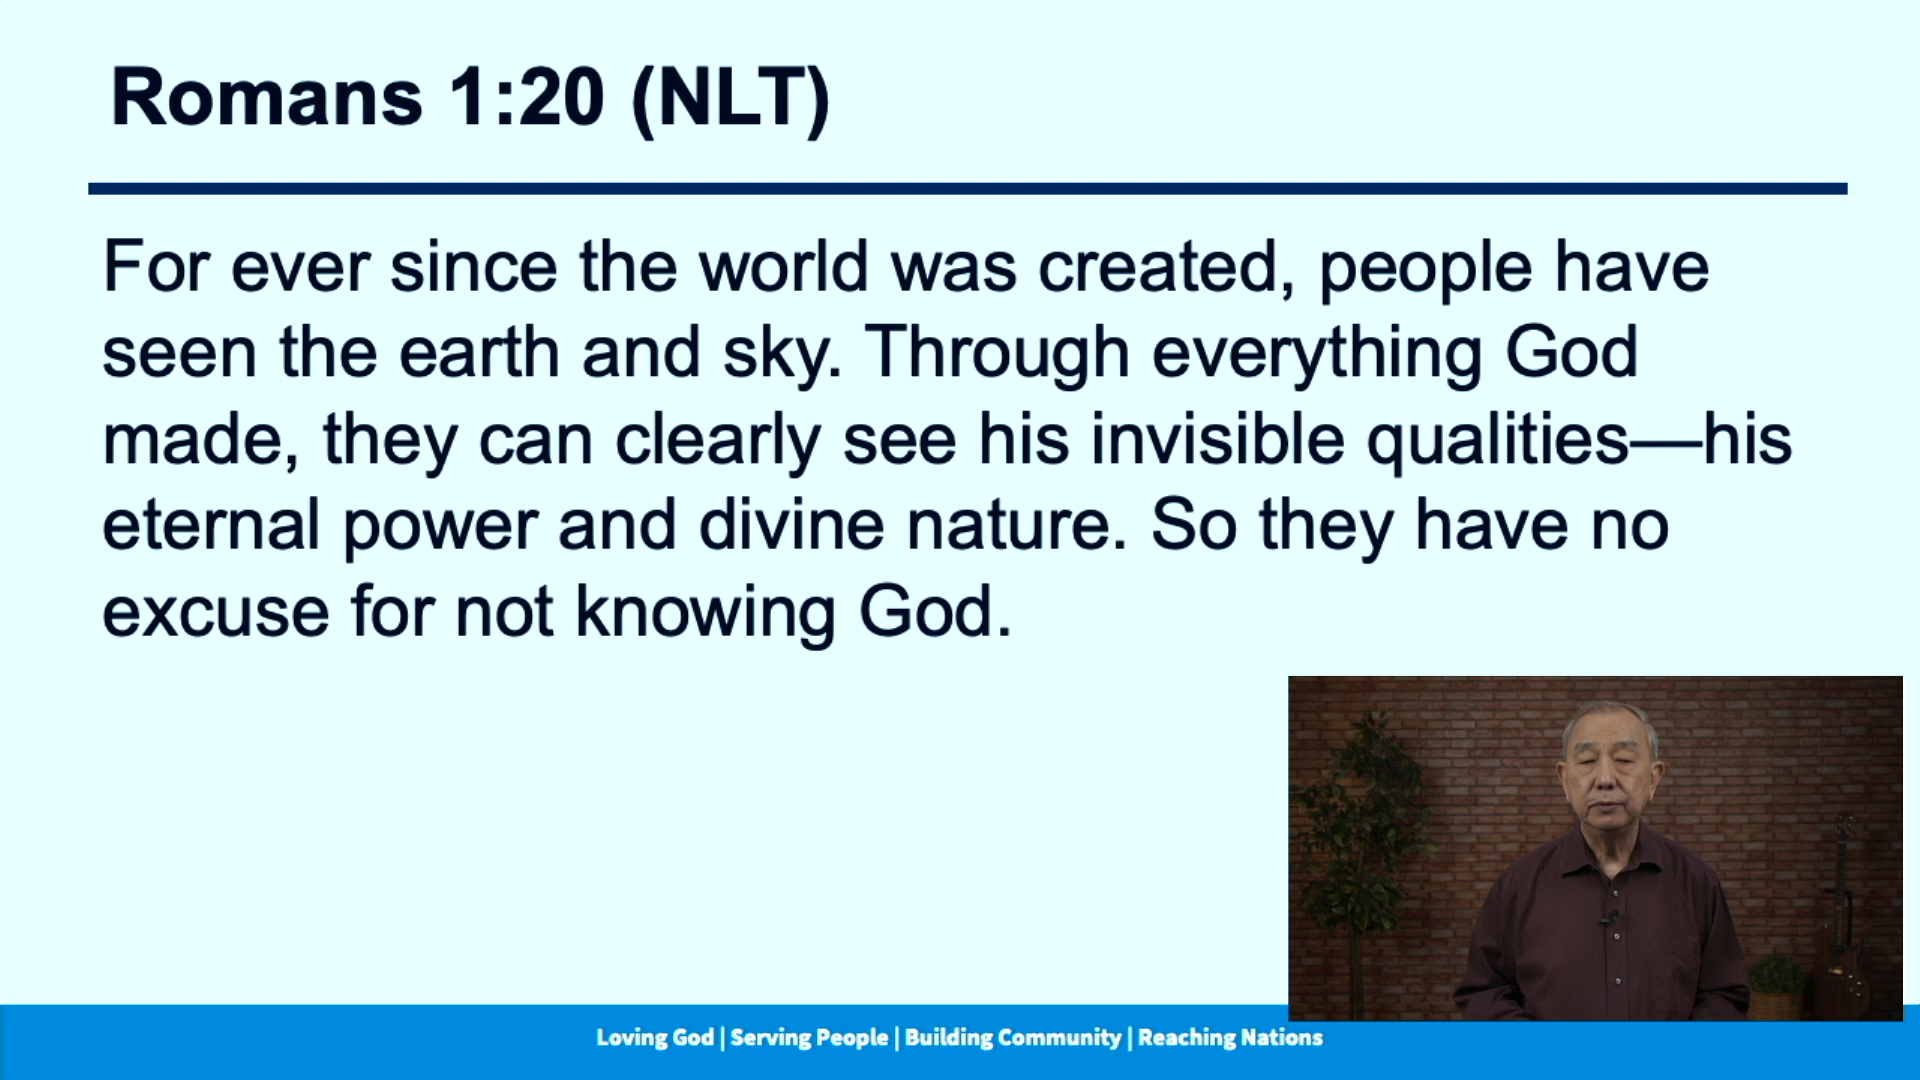 Romans 1:20 (NLT)
For ever since the world was created, people have
seen the earth and sky. Through everything God
made, they can clearly see his invisible qualities—his
eternal power and divine nature. So they have no
excuse for not knowing God.
Loving God | Serving People | Building Community | Reaching Nations